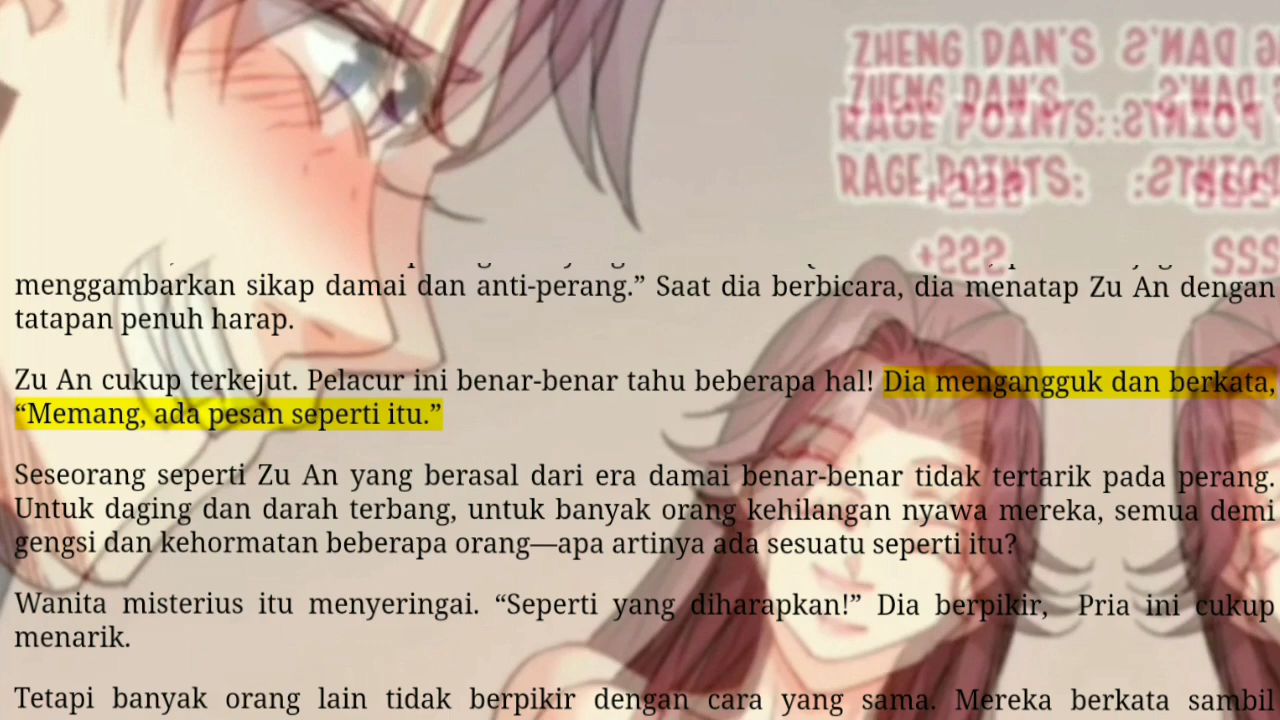 ZHENG DAN'S
ZHENG DAN'S
RAGE POINTS:
RAGE POINTS:
+222
menggambarkan sikap damai dan anti-perang.” Saat dia berbicara, dia menatap Zu An dengan
tatapan penuh harap.
Zu An cukup terkejut. Pelacur ini benar-benar tahu beberapa hal! Dia mengangguk dan berkata,
“Memang, ada pesan seperti itu.”
Seseorang seperti Zu An yang berasal dari era damai benar-benar tidak tertarik pada perang.
Untuk daging dan darah terbang, untuk banyak orang kehilangan nyawa mereka, semua demi
gengsi dan kehormatan beberapa orang—apa artinya ada sesuatu seperti itu?
Wanita misterius itu menyeringai. “Seperti yang diharapkan!” Dia berpikir, Pria ini cukup
menarik.
Tetapi banyak orang lain tidak berpikir dengan cara yang sama. Mereka berkata sambil